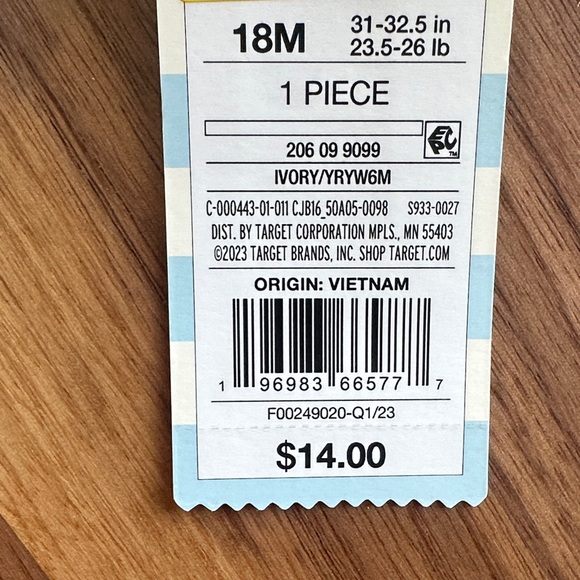 18M 31-32.5 in
23.5-26 lb
1 PIECE
EPC™
206 09 9099
IVORY/YRYW6M
C-000443-01-011 CJB16_50A05-0098 S933-0027
DIST. BY TARGET CORPORATION MPLS., MN 55403
©2023 TARGET BRANDS, INC. SHOP TARGET.COM
ORIGIN: VIETNAM
1 96983 66577 7
F00249020-Q1/23
$14.00